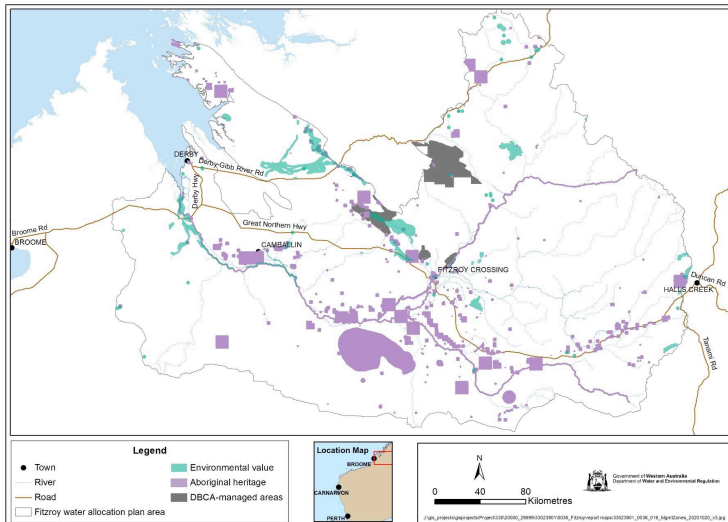 DERBY
Derby-Gibb River Rd
Derby Hwy
Great Northern Hwy
Broome Rd
BROOME
CAMBALLIN
FITZROY CROSSING
Duncan Rd
HALLS CREEK
Tanami Rd
Legend
Town
River
Road
Fitzroy water allocation plan area
Environmental value
Aboriginal heritage
DBCA-managed areas
Location Map
BROOME
CARNARVON
PERTH
N
0 40 80
Kilometres
Government of Western Australia
Department of Water and Environmental Regulation